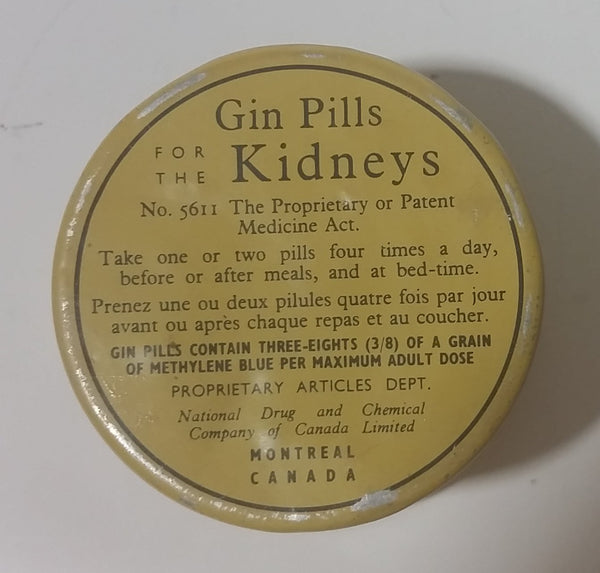 Gin Pills
FOR THE Kidneys
No. 5611 The Proprietary or Patent
Medicine Act.
Take one or two pills four times a day,
before or after meals, and at bed-time.
Prenez une ou deux pilules quatre fois par jour
avant ou après chaque repas et au coucher.
GIN PILLS CONTAIN THREE-EIGHTS (3/8) OF A GRAIN
OF METHYLENE BLUE PER MAXIMUM ADULT DOSE
PROPRIETARY ARTICLES DEPT.
National Drug and Chemical
Company of Canada Limited
MONTREAL
CANADA